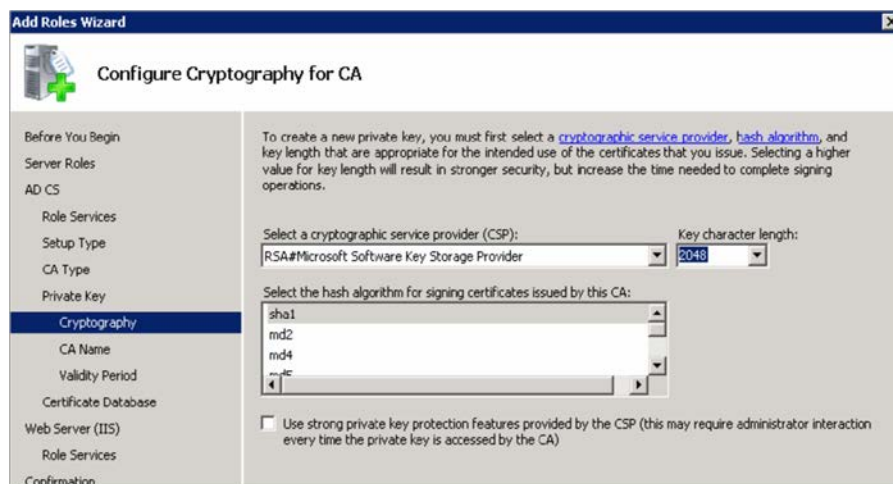 Add Roles Wizard
Configure Cryptography for CA
Before You Begin
Server Roles
AD CS
Role Services
Setup Type
CA Type
Private Key
Cryptography
CA Name
Validity Period
Certificate Database
Web Server (IIS)
Role Services
Confirmation
To create a new private key, you must first select a cryptographic service provider, hash algorithm, and
key length that are appropriate for the intended use of the certificates that you issue. Selecting a higher
value for key length will result in stronger security, but increase the time needed to complete signing
operations.
Select a cryptographic service provider (CSP):
Key character length:
RSA#Microsoft Software Key Storage Provider
2048
Select the hash algorithm for signing certificates issued by this CA:
sha1
md2
md4
md5
Use strong private key protection features provided by the CSP (this may require administrator interaction
every time the private key is accessed by the CA)